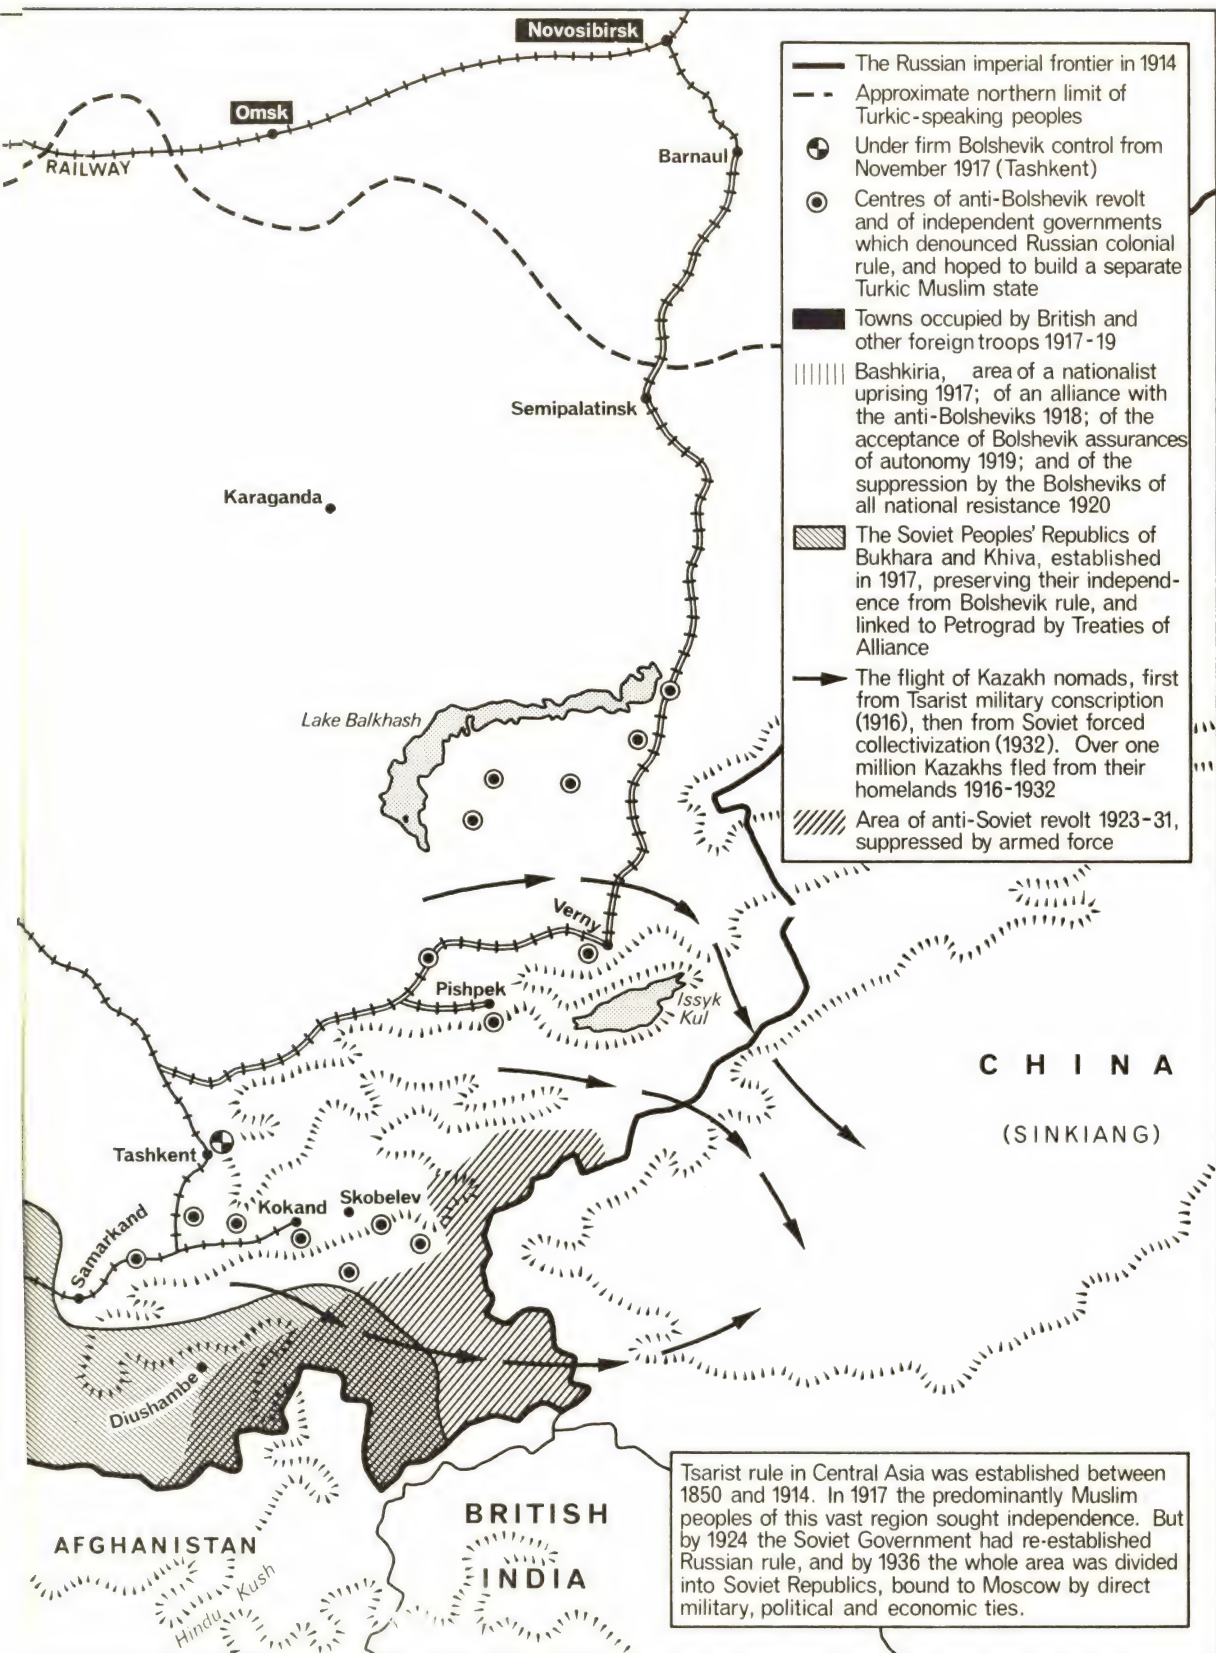 Novosibirsk
Omsk
RAILWAY
Barnaul
The Russian imperial frontier in 1914
Approximate northern limit of
Turkic-speaking peoples
Under firm Bolshevik control from
November 1917 (Tashkent)
Centres of anti-Bolshevik revolt
and of independent governments
which denounced Russian colonial
rule, and hoped to build a separate
Turkic Muslim state
Towns occupied by British and
other foreign troops 1917-19
Bashkiria, area of a nationalist
uprising 1917; of an alliance with
the anti-Bolsheviks 1918; of the
acceptance of Bolshevik assurances
of autonomy 1919; and of the
suppression by the Bolsheviks of
all national resistance 1920
The Soviet Peoples' Republics of
Bukhara and Khiva, established
in 1917, preserving their independ-
ence from Bolshevik rule, and
linked to Petrograd by Treaties of
Alliance
The flight of Kazakh nomads, first
from Tsarist military conscription
(1916), then from Soviet forced
collectivization (1932). Over one
million Kazakhs fled from their
homelands 1916-1932
Area of anti-Soviet revolt 1923-31,
suppressed by armed force
Semipalatinsk
Karaganda
Lake Balkhash
Verny
Pishpek
Issyk
Kul
CHINA
(SINKIANG)
Tashkent
Kokand
Skobelev
Samarkand
Diushambe
AFGHANISTAN
Hindu Kush
BRITISH
INDIA
Tsarist rule in Central Asia was established between
1850 and 1914. In 1917 the predominantly Muslim
peoples of this vast region sought independence. But
by 1924 the Soviet Government had re-established
Russian rule, and by 1936 the whole area was divided
into Soviet Republics, bound to Moscow by direct
military, political and economic ties.